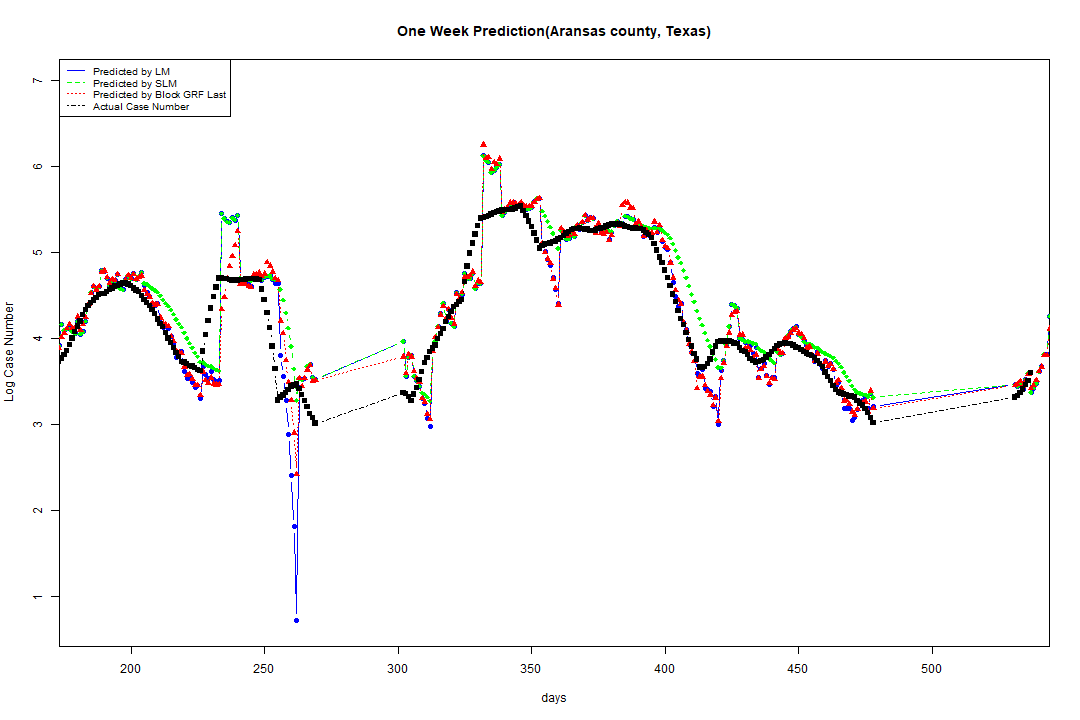 One Week Prediction(Aransas county, Texas)
Predicted by LM
Predicted by SLM
Predicted by Block GRF Last
Actual Case Number
7
6
5
4
3
2
1
Log Case Number
200 250 300 350 400 450 500
days